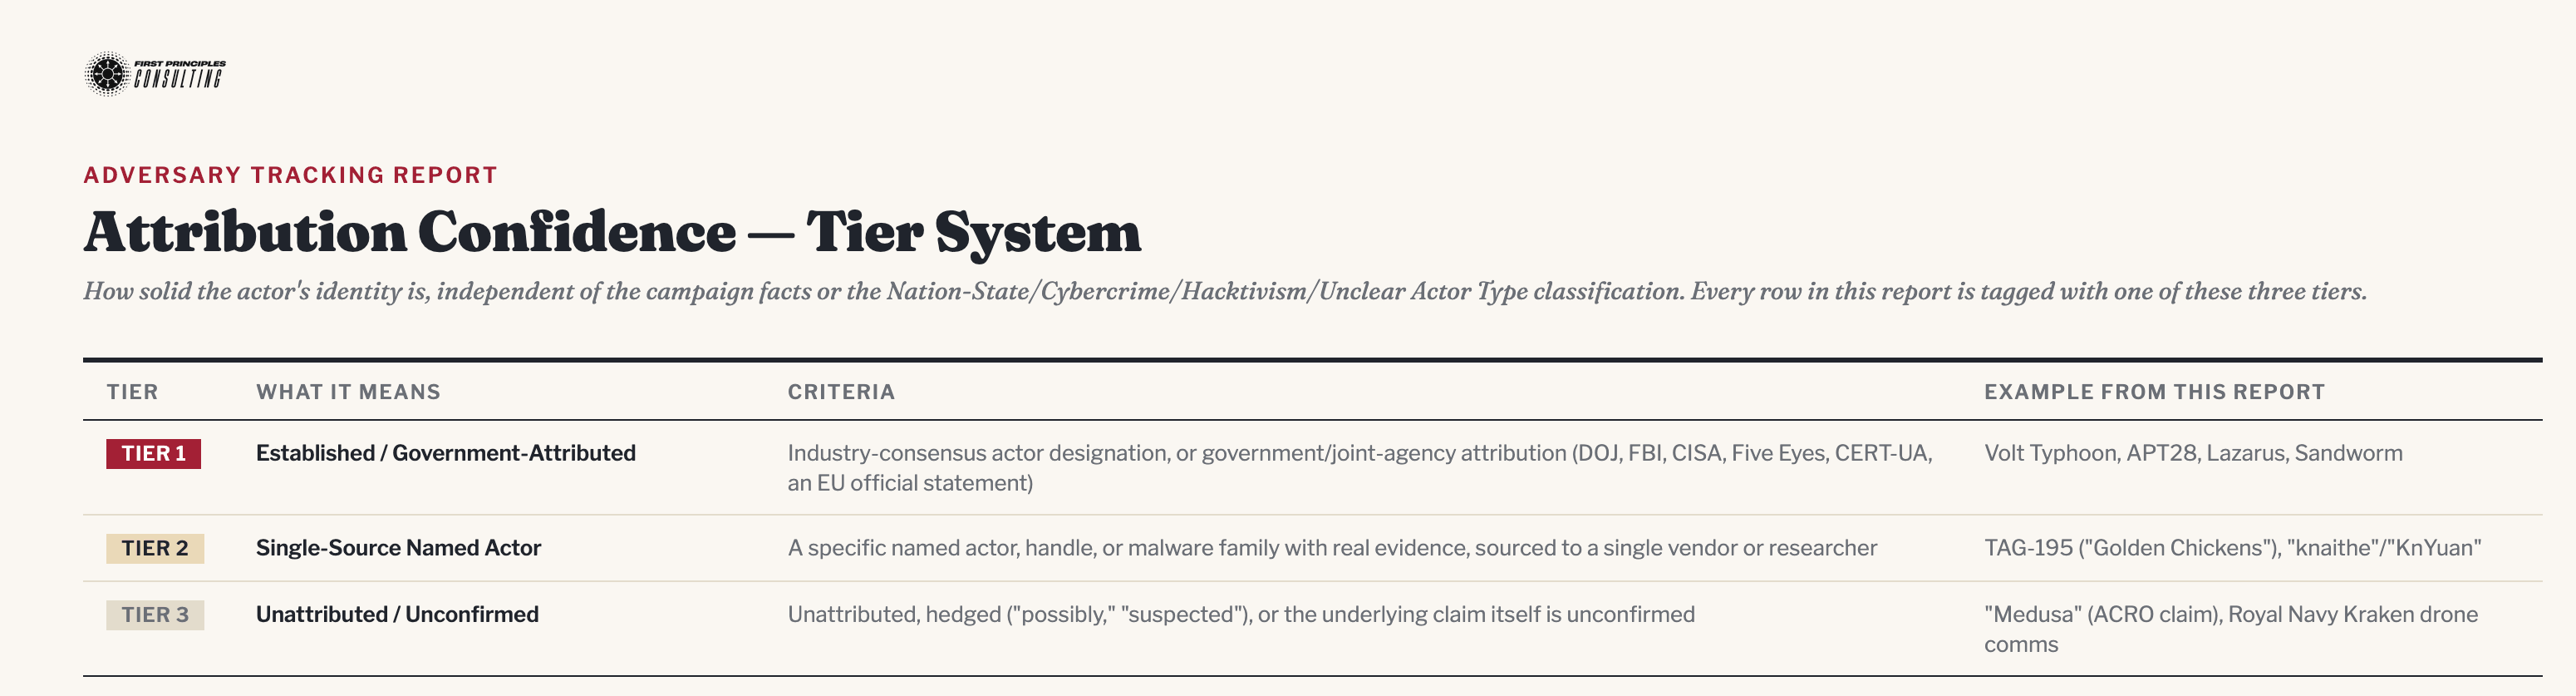 FIRST PRINCIPLES
CONSULTING
ADVERSARY TRACKING REPORT
Attribution Confidence — Tier System
How solid the actor's identity is, independent of the campaign facts or the Nation-State/Cybercrime/Hacktivism/Unclear Actor Type classification. Every row in this report is tagged with one of these three tiers.
TIER WHAT IT MEANS CRITERIA EXAMPLE FROM THIS REPORT
TIER 1 Established / Government-Attributed Industry-consensus actor designation, or government/joint-agency attribution (DOJ, FBI, CISA, Five Eyes, CERT-UA, Volt Typhoon, APT28, Lazarus, Sandworm
an EU official statement)
TIER 2 Single-Source Named Actor A specific named actor, handle, or malware family with real evidence, sourced to a single vendor or researcher TAG-195 ("Golden Chickens"), "knaithe"/"KnYuan"
TIER 3 Unattributed / Unconfirmed Unattributed, hedged ("possibly," "suspected"), or the underlying claim itself is unconfirmed "Medusa" (ACRO claim), Royal Navy Kraken drone
comms